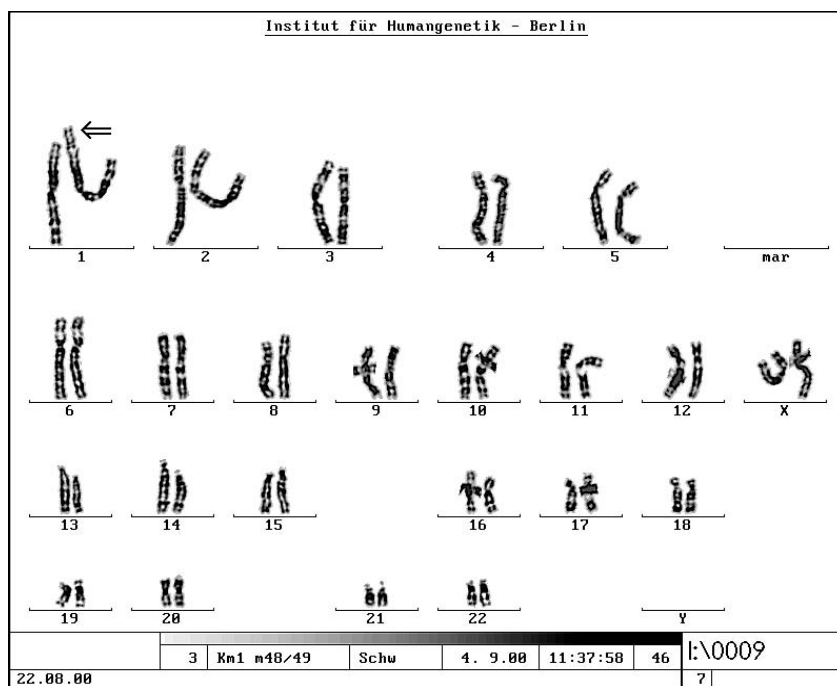 Institut für Humangenetik - Berlin
1 2 3 4 5 mar
6 7 8 9 10 11 12 X
13 14 15 16 17 18
19 20 21 22 Y
3 Km1 m48/49 Schw 4. 9.00 11:37:58 46 I:\0009
22.08.00 7